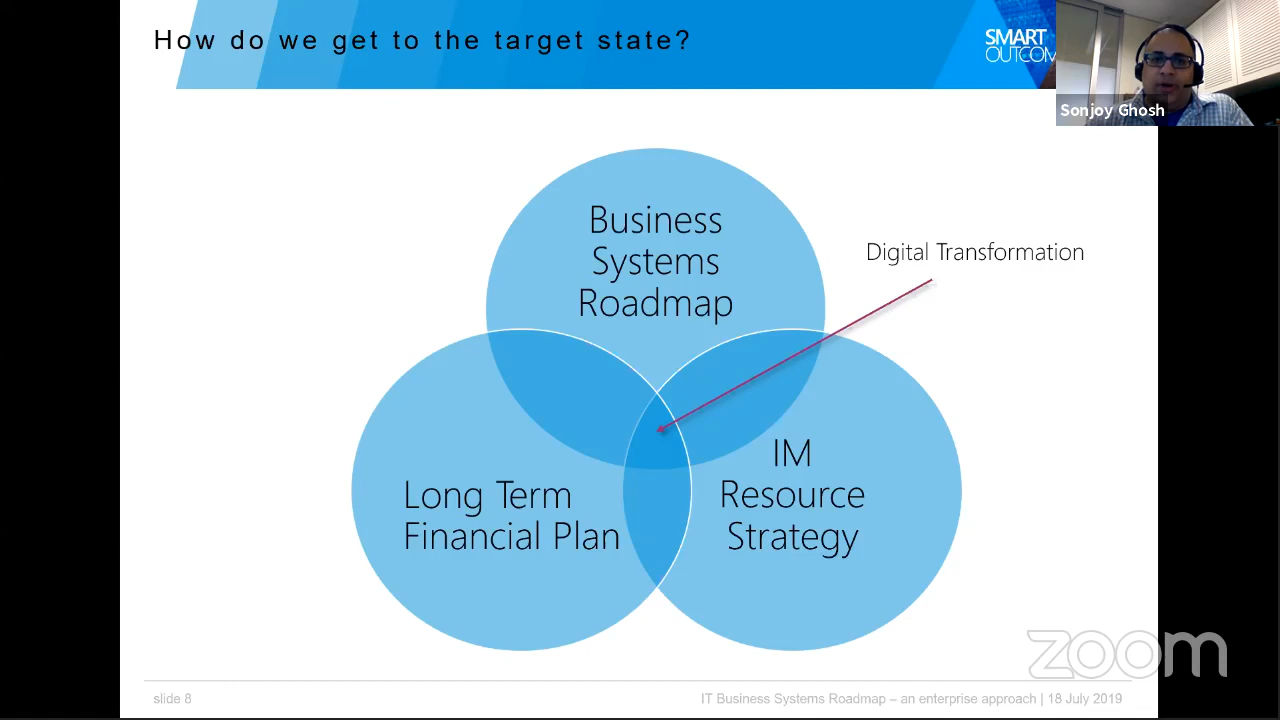 How do we get to the target state?
SMART
OUTCOM
Sonjoy Ghosh
Business
Systems
Roadmap
Digital Transformation
Long Term
Financial Plan
IM
Resource
Strategy
zoom
slide 8
IT Business Systems Roadmap – an enterprise approach | 18 July 2019